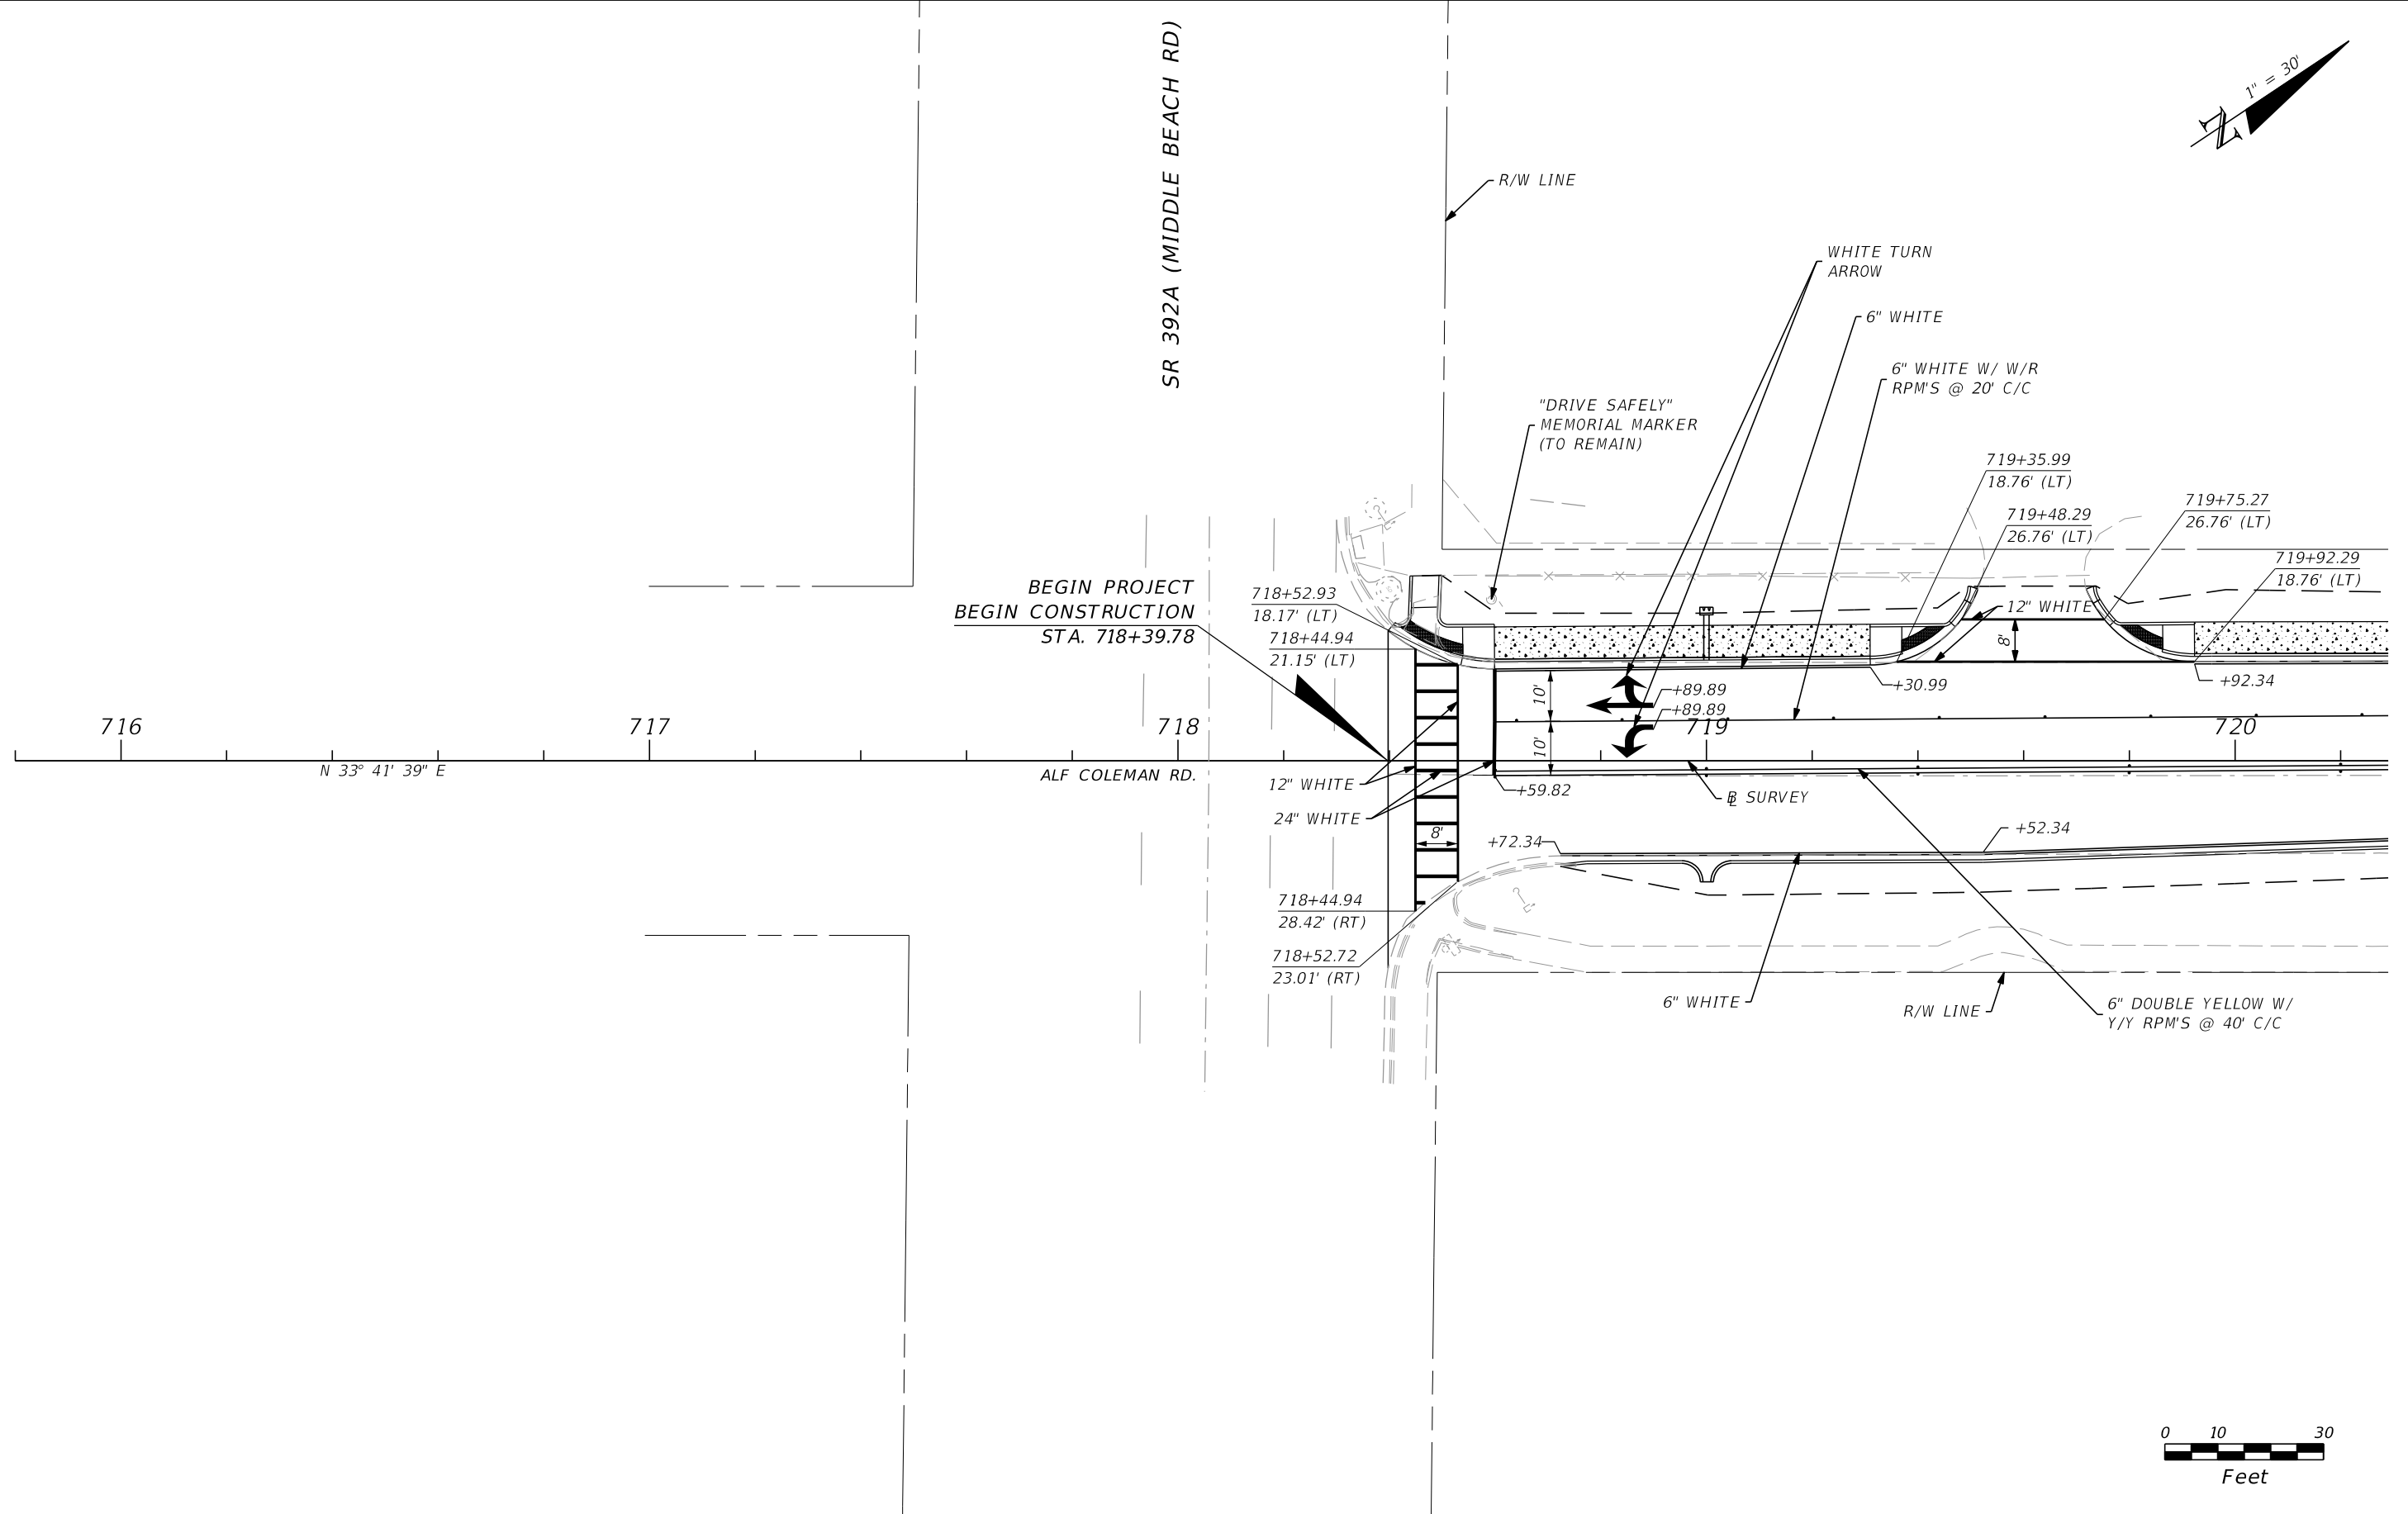 SR 392A (MIDDLE BEACH RD)
1" = 30'
N
R/W LINE
WHITE TURN
ARROW
6" WHITE
6" WHITE W/ W/R
RPM'S @ 20' C/C
"DRIVE SAFELY"
MEMORIAL MARKER
(TO REMAIN)
719+35.99
18.76' (LT)
719+48.29
26.76' (LT)
719+75.27
26.76' (LT)
719+92.29
18.76' (LT)
BEGIN PROJECT
BEGIN CONSTRUCTION
STA. 718+39.78
718+52.93
18.17' (LT)
718+44.94
21.15' (LT)
12" WHITE
8'
10'
+89.89
+89.89
+30.99
+92.34
716
717
718
719
720
10'
N 33° 41' 39" E
ALF COLEMAN RD.
12" WHITE
24" WHITE
+59.82
BL SURVEY
8'
+72.34
+52.34
718+44.94
28.42' (RT)
718+52.72
23.01' (RT)
6" WHITE
R/W LINE
6" DOUBLE YELLOW W/
Y/Y RPM'S @ 40' C/C
0 10 30
Feet